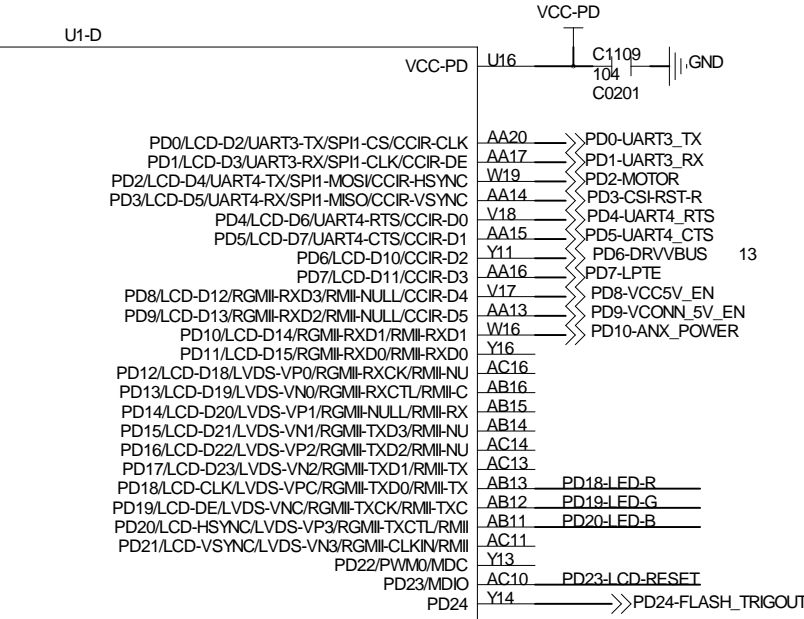 VCC-PD
U1-D
VCC-PD U16 C1109 GND
104
C0201
PD0/LCD-D2/UART3-TX/SPI1-CS/CCIR-CLK AA20 PD0-UART3_TX
PD1/LCD-D3/UART3-RX/SPI1-CLK/CCIR-DE AA17 PD1-UART3_RX
PD2/LCD-D4/UART4-TX/SPI1-MOSI/CCIR-HSYNC W19 PD2-MOTOR
PD3/LCD-D5/UART4-RX/SPI1-MISO/CCIR-VSYNC AA14 PD3-CSI-RST-R
PD4/LCD-D6/UART4-RTS/CCIR-D0 V18 PD4-UART4_RTS
PD5/LCD-D7/UART4-CTS/CCIR-D1 AA15 PD5-UART4_CTS
PD6/LCD-D10/CCIR-D2 Y11 PD6-DRVVBUS 13
PD7/LCD-D11/CCIR-D3 AA16 PD7-LPTE
PD8/LCD-D12/RGMII-RXD3/RMII-NULL/CCIR-D4 V17 PD8-VCC5V_EN
PD9/LCD-D13/RGMII-RXD2/RMII-NULL/CCIR-D5 AA13 PD9-VCONN_5V_EN
PD10/LCD-D14/RGMII-RXD1/RMII-RXD1 W16 PD10-ANX_POWER
PD11/LCD-D15/RGMII-RXD0/RMII-RXD0 Y16
PD12/LCD-D18/LVDS-VP0/RGMII-RXCK/RMII-NU AC16
PD13/LCD-D19/LVDS-VN0/RGMII-RXCTL/RMII-C AB16
PD14/LCD-D20/LVDS-VP1/RGMII-NULL/RMII-RX AB15
PD15/LCD-D21/LVDS-VN1/RGMII-TXD3/RMII-NU AB14
PD16/LCD-D22/LVDS-VP2/RGMII-TXD2/RMII-NU AC14
PD17/LCD-D23/LVDS-VN2/RGMII-TXD1/RMII-TX AC13
PD18/LCD-CLK/LVDS-VPC/RGMII-TXD0/RMII-TX AB13 PD18-LED-R
PD19/LCD-DE/LVDS-VNC/RGMII-TXCK/RMII-TXC AB12 PD19-LED-G
PD20/LCD-HSYNC/LVDS-VP3/RGMII-TXCTL/RMII AB11 PD20-LED-B
PD21/LCD-VSYNC/LVDS-VN3/RGMII-CLKIN/RMII AC11
PD22/PWM0/MDC Y13
PD23/MDIO AC10 PD23-LCD-RESET
PD24 Y14 PD24-FLASH_TRIGOUT